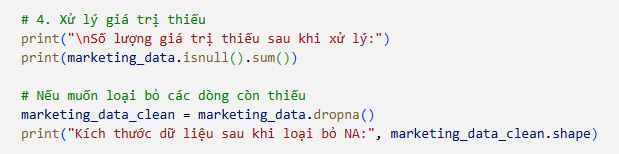 # 4. Xử lý giá trị thiếu
print("\nSố lượng giá trị thiếu sau khi xử lý:")
print(marketing_data.isnull().sum())
# Nếu muốn loại bỏ các dòng còn thiếu
marketing_data_clean = marketing_data.dropna()
print("Kích thước dữ liệu sau khi loại bỏ NA:", marketing_data_clean.shape)